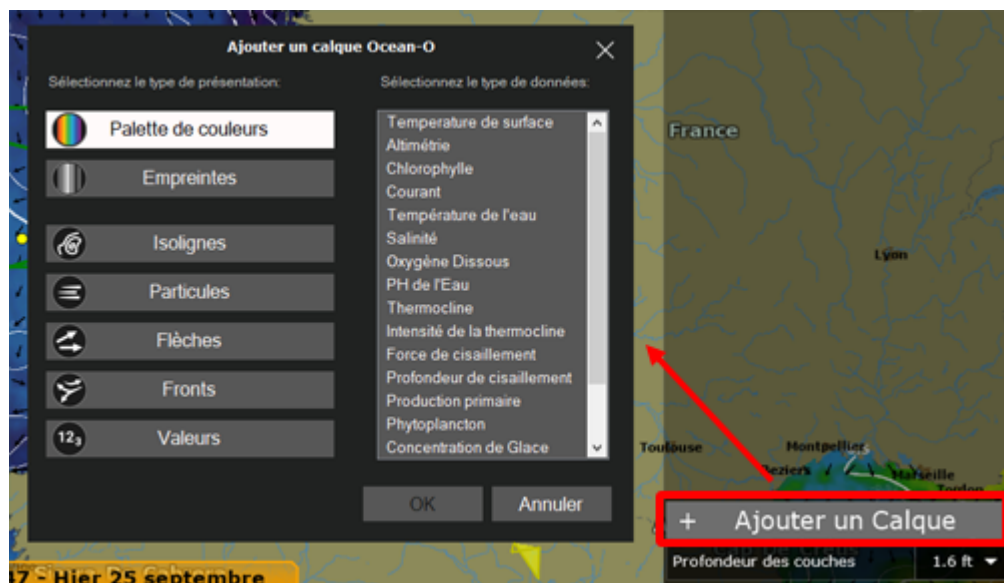 Ajouter un calque Ocean-O
Sélectionnez le type de présentation:
Sélectionnez le type de données:
Palette de couleurs
Empreintes
Isolignes
Particules
Flèches
Fronts
123
Valeurs
Temperature de surface
Altimétrie
Chlorophylle
Courant
Température de l'eau
Salinité
Oxygène Dissous
PH de l'Eau
Thermocline
Intensité de la thermocline
Force de cisaillement
Profondeur de cisaillement
Production primaire
Phytoplancton
Concentration de Glace
OK
Annuler
France
Lyon
Toulouse
Montpellier
Beziers
Marseille
Toulon
+ Ajouter un Calque
Profondeur des couches
1.6 ft
47 - Hier 25 septembre